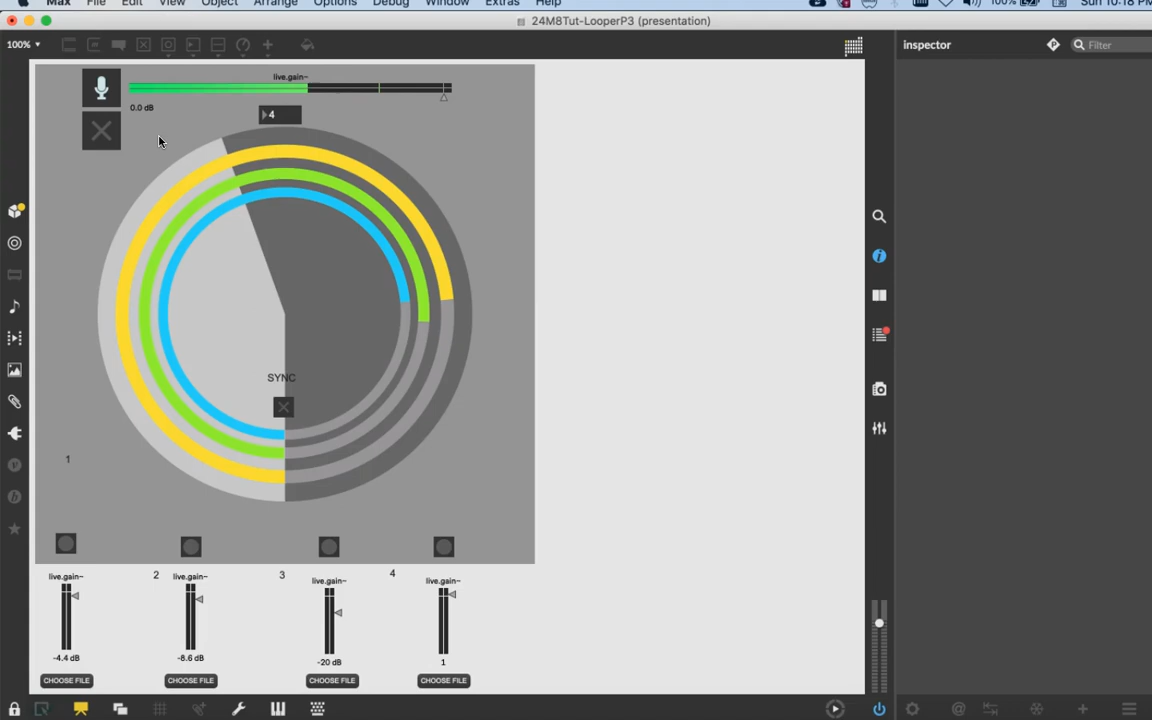 Max File Edit View Object Arrange Options Debug Window Extras Help 100% Sun 10:18 PM
24M8Tut-LooperP3 (presentation)
100%
inspector
Filter
live.gain~
0.0 dB
4
SYNC
1
2
3
4
live.gain~
live.gain~
live.gain~
live.gain~
-4.4 dB
-8.6 dB
-20 dB
1
CHOOSE FILE
CHOOSE FILE
CHOOSE FILE
CHOOSE FILE